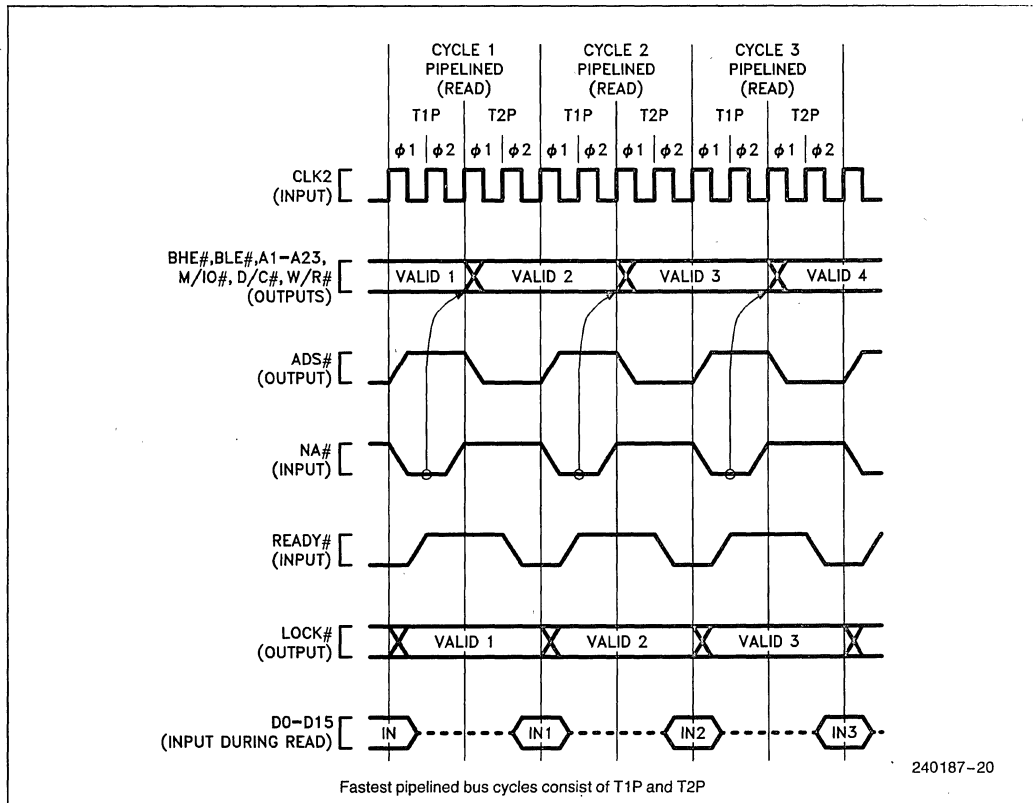 CYCLE 1 CYCLE 2 CYCLE 3
PIPELINED PIPELINED PIPELINED
(READ) (READ) (READ)
T1P T2P T1P T2P T1P T2P
ϕ1 ϕ2 ϕ1 ϕ2 ϕ1 ϕ2 ϕ1 ϕ2 ϕ1 ϕ2 ϕ1 ϕ2
CLK2
(INPUT)
BHE#,BLE#,A1-A23,
M/IO#,D/C#,W/R#
(OUTPUTS)
VALID 1 VALID 2 VALID 3 VALID 4
ADS#
(OUTPUT)
NA#
(INPUT)
READY#
(INPUT)
LOCK#
(OUTPUT)
VALID 1 VALID 2 VALID 3
D0-D15
(INPUT DURING READ)
IN IN1 IN2 IN3
240187-20
Fastest pipelined bus cycles consist of T1P and T2P